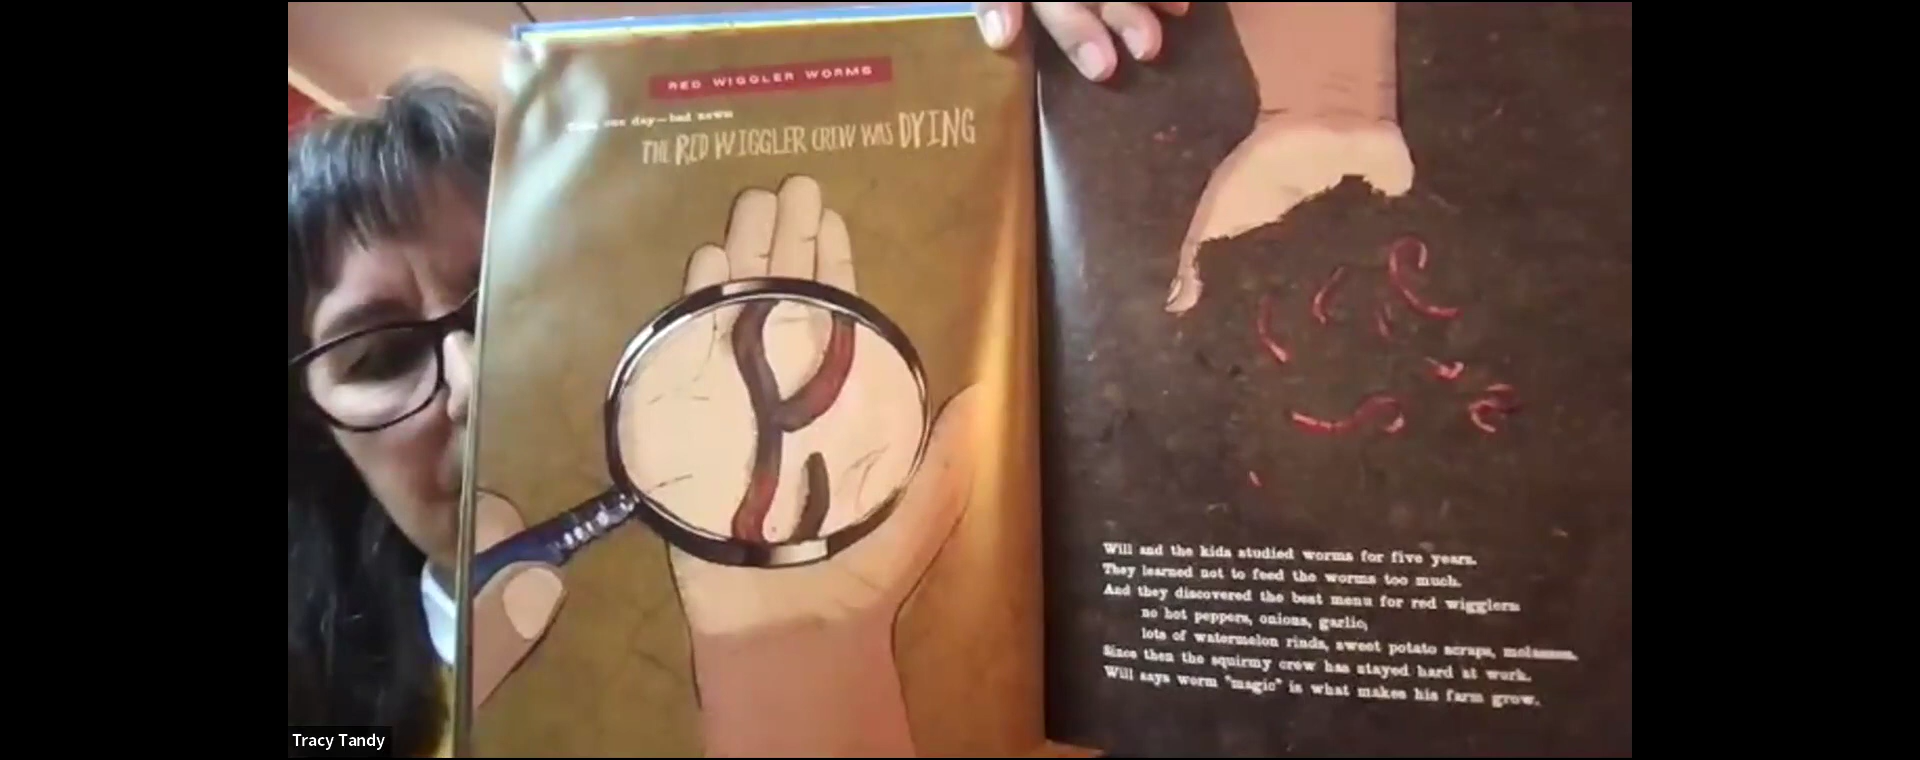 RED WIGGLER WORMS
one day—bad news
THE RED WIGGLER CREW WAS DYING
Will and the kids studied worms for five years.
They learned not to feed the worms too much.
And they discovered the best menu for red wigglers:
no hot peppers, onions, garlic;
lots of watermelon rinds, sweet potato scraps, molasses.
Since then the squirmy crew has stayed hard at work.
Will says worm "magic" is what makes his farm grow.
Tracy Tandy